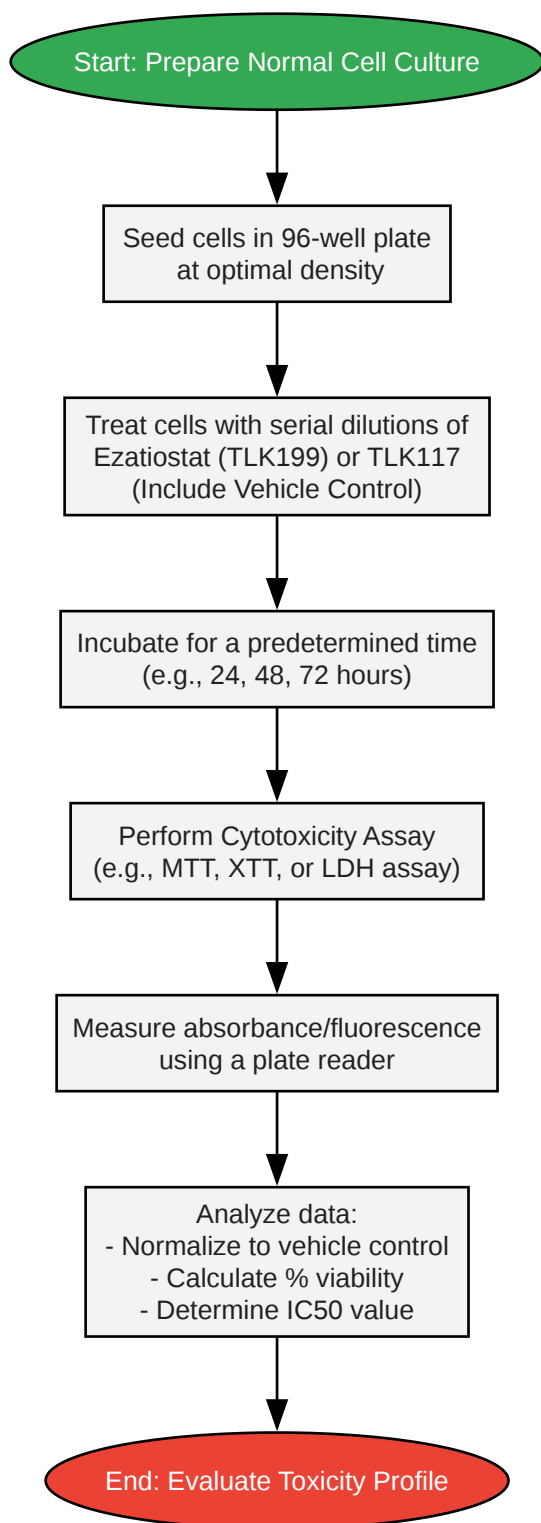 Start: Prepare Normal Cell Culture
Seed cells in 96-well plate
at optimal density
Treat cells with serial dilutions of
Ezatiostat (TLK199) or TLK117
(Include Vehicle Control)
Incubate for a predetermined time
(e.g., 24, 48, 72 hours)
Perform Cytotoxicity Assay
(e.g., MTT, XTT, or LDH assay)
Measure absorbance/fluorescence
using a plate reader
Analyze data:
- Normalize to vehicle control
- Calculate % viability
- Determine IC50 value
End: Evaluate Toxicity Profile